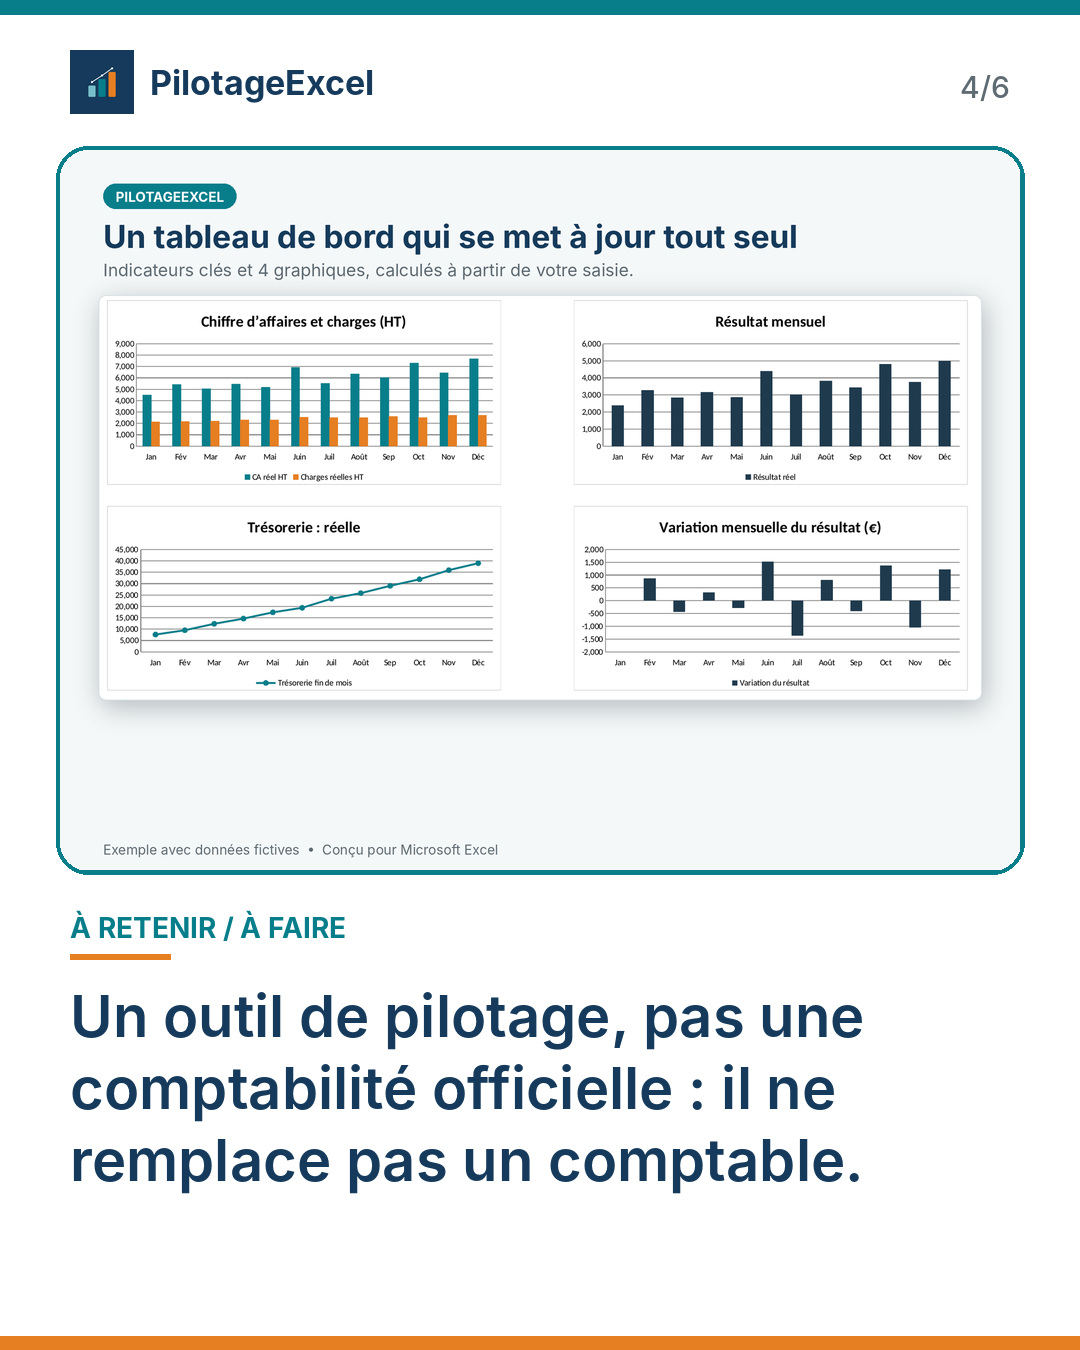 PilotageExcel
4/6
PILOTAGEEXCEL
Un tableau de bord qui se met à jour tout seul
Indicateurs clés et 4 graphiques, calculés à partir de votre saisie.
Chiffre d’affaires et charges (HT)
9,000
8,000
7,000
6,000
5,000
4,000
3,000
2,000
1,000
0
Jan Fév Mar Avr Mai Juin Juil Août Sep Oct Nov Déc
CA réel HT Charges réelles HT
Résultat mensuel
6,000
5,000
4,000
3,000
2,000
1,000
0
Jan Fév Mar Avr Mai Juin Juil Août Sep Oct Nov Déc
Résultat réel
Trésorerie : réelle
45,000
40,000
35,000
30,000
25,000
20,000
15,000
10,000
5,000
0
Jan Fév Mar Avr Mai Juin Juil Août Sep Oct Nov Déc
Trésorerie fin de mois
Variation mensuelle du résultat (€)
2,000
1,500
1,000
500
0
-500
-1,000
-1,500
-2,000
Jan Fév Mar Avr Mai Juin Juil Août Sep Oct Nov Déc
Variation du résultat
Exemple avec données fictives • Conçu pour Microsoft Excel
À RETENIR / À FAIRE
Un outil de pilotage, pas une
comptabilité officielle : il ne
remplace pas un comptable.